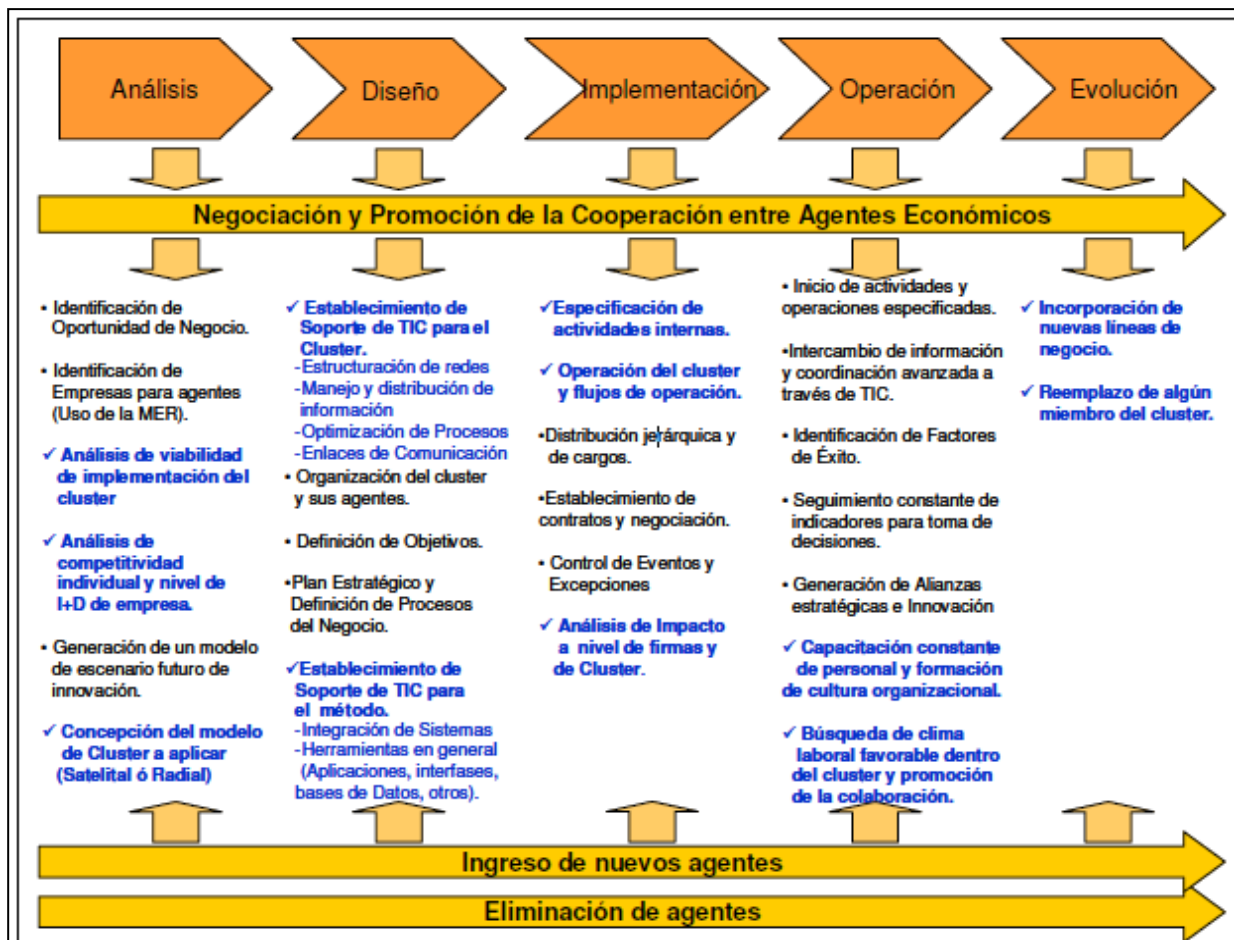 Análisis
Diseño
Implementación
Operación
Evolución
Negociación y Promoción de la Cooperación entre Agentes Económicos
• Identificación de
Oportunidad de Negocio.
• Identificación de
Empresas para agentes
(Uso de la MER).
✓ Análisis de viabilidad
de implementación del
cluster
✓ Análisis de
competitividad
individual y nivel de
I+D de empresa.
• Generación de un modelo
de escenario futuro de
innovación.
✓ Concepción del modelo
de Cluster a aplicar
(Satelital ó Radial)
✓ Establecimiento de
Soporte de TIC para el
Cluster.
-Estructuración de redes
-Manejo y distribución de
información
-Optimización de Procesos
-Enlaces de Comunicación
• Organización del cluster
y sus agentes.
• Definición de Objetivos.
•Plan Estratégico y
Definición de Procesos
del Negocio.
✓Establecimiento de
Soporte de TIC para
el método.
-Integración de Sistemas
-Herramientas en general
(Aplicaciones, interfases,
bases de Datos, otros).
✓Especificación de
actividades internas.
✓ Operación del cluster
y flujos de operación.
•Distribución jerárquica y
de cargos.
•Establecimiento de
contratos y negociación.
• Control de Eventos y
Excepciones
✓ Análisis de Impacto
a nivel de firmas y
de Cluster.
• Inicio de actividades y
operaciones especificadas.
•Intercambio de información
y coordinación avanzada a
través de TIC.
• Identificación de Factores
de Éxito.
• Seguimiento constante de
indicadores para toma de
decisiones.
• Generación de Alianzas
estratégicas e Innovación
✓ Capacitación constante
de personal y formación
de cultura organizacional.
✓ Búsqueda de clima
laboral favorable dentro
del cluster y promoción
de la colaboración.
✓ Incorporación de
nuevas líneas de
negocio.
✓ Reemplazo de algún
miembro del cluster.
Ingreso de nuevos agentes
Eliminación de agentes